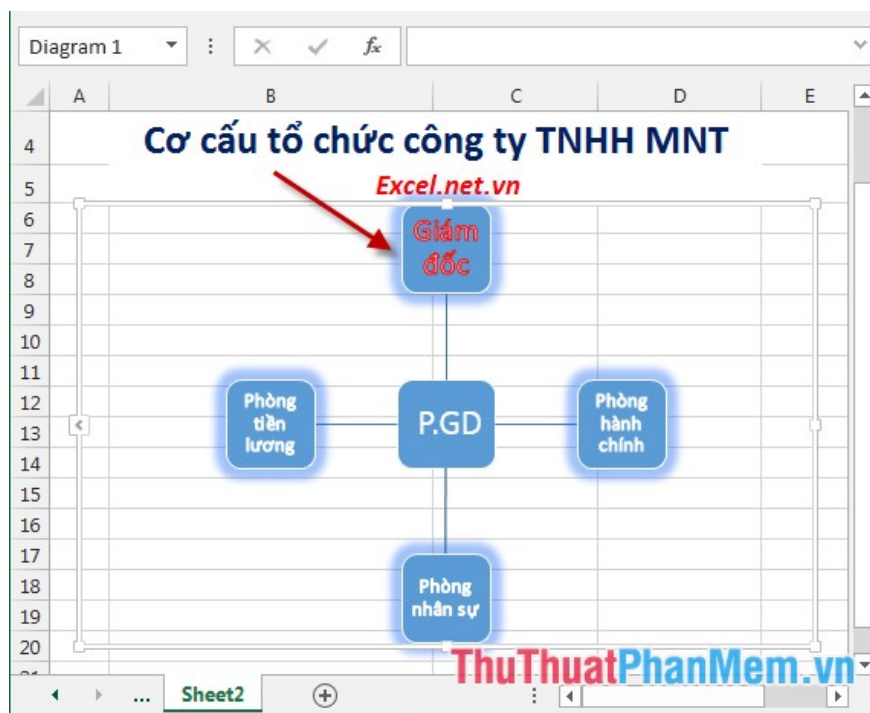 Diagram 1
fx
A B C D E
4
Cơ cấu tổ chức công ty TNHH MNT
5
Excel.net.vn
6
Giám
7
đốc
8
9
10
11
12
Phòng
tiền
lương
P.GD
Phòng
hành
chính
13
14
15
16
17
18
Phòng
19
nhân sự
20
ThuThuatPhanMem.vn
... Sheet2